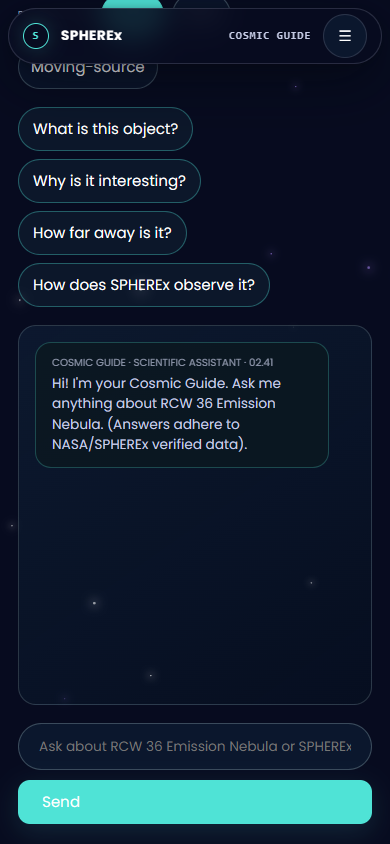 S SPHEREx COSMIC GUIDE ☰
Moving-source
What is this object?
Why is it interesting?
How far away is it?
How does SPHEREx observe it?
COSMIC GUIDE · SCIENTIFIC ASSISTANT · 02.41
Hi! I'm your Cosmic Guide. Ask me
anything about RCW 36 Emission
Nebula. (Answers adhere to
NASA/SPHEREx verified data).
Ask about RCW 36 Emission Nebula or SPHEREx
Send